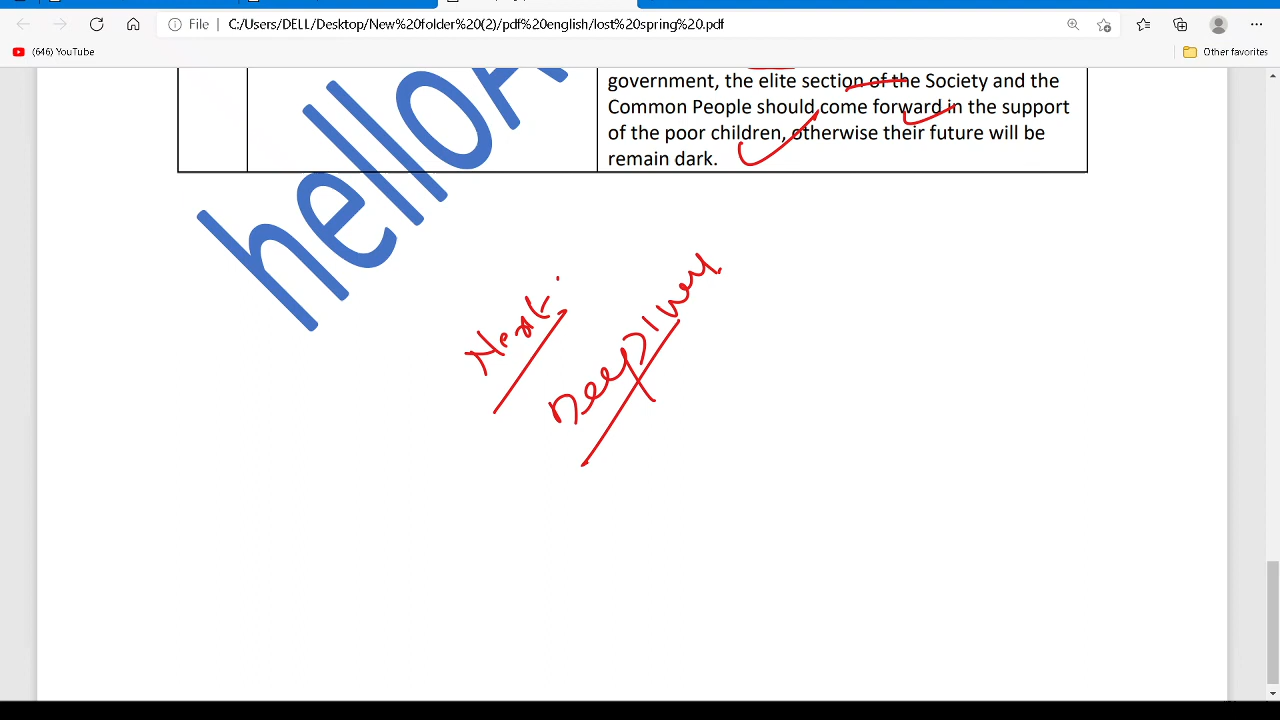 File
C:/Users/DELL/Desktop/New%20folder%20(2)/pdf%20english/lost%20spring%20.pdf
(646) YouTube
Other favorites
government, the elite section of the Society and the
Common People should come forward in the support
of the poor children, otherwise their future will be
remain dark.
helloA
Next
Deep